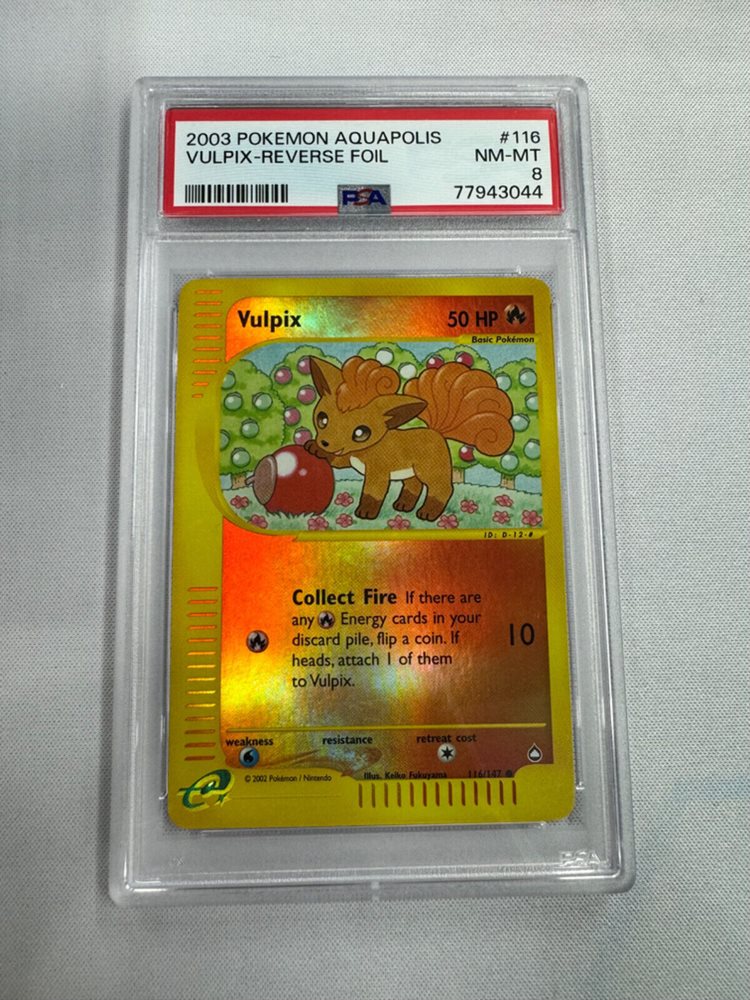 2003 POKEMON AQUAPOLIS #116
VULPIX-REVERSE FOIL NM-MT
8
PSA 77943044
Vulpix 50 HP
Basic Pokémon
ID: D-12-#
Collect Fire If there are
any Energy cards in your
discard pile, flip a coin. If
heads, attach 1 of them
to Vulpix.
10
weakness resistance retreat cost
© 2002 Pokémon / Nintendo Illus. Keiko Fukuyama 116/147
e
PSA